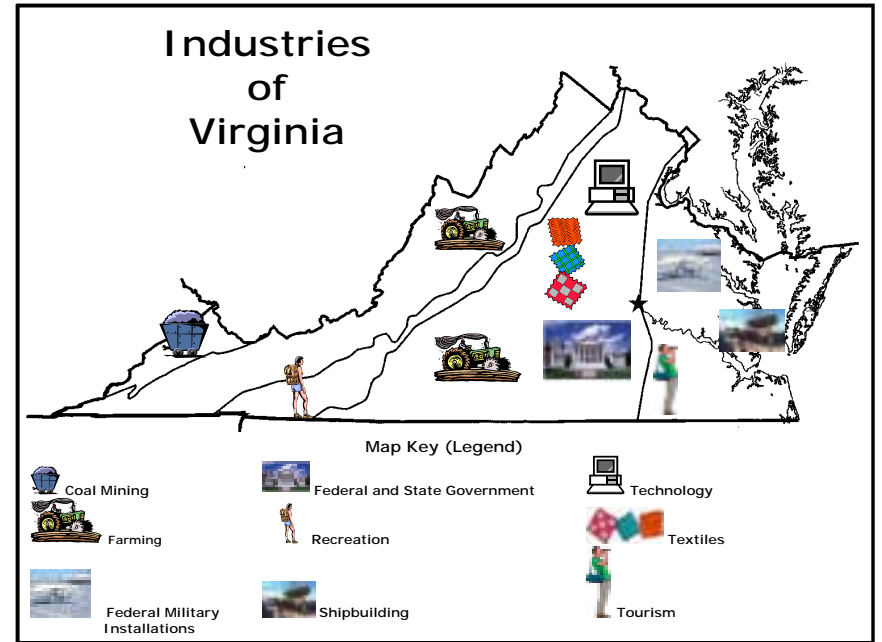 Industries
of
Virginia
Map Key (Legend)
Coal Mining
Federal and State Government
Technology
Farming
Recreation
Textiles
Federal Military
Installations
Shipbuilding
Tourism